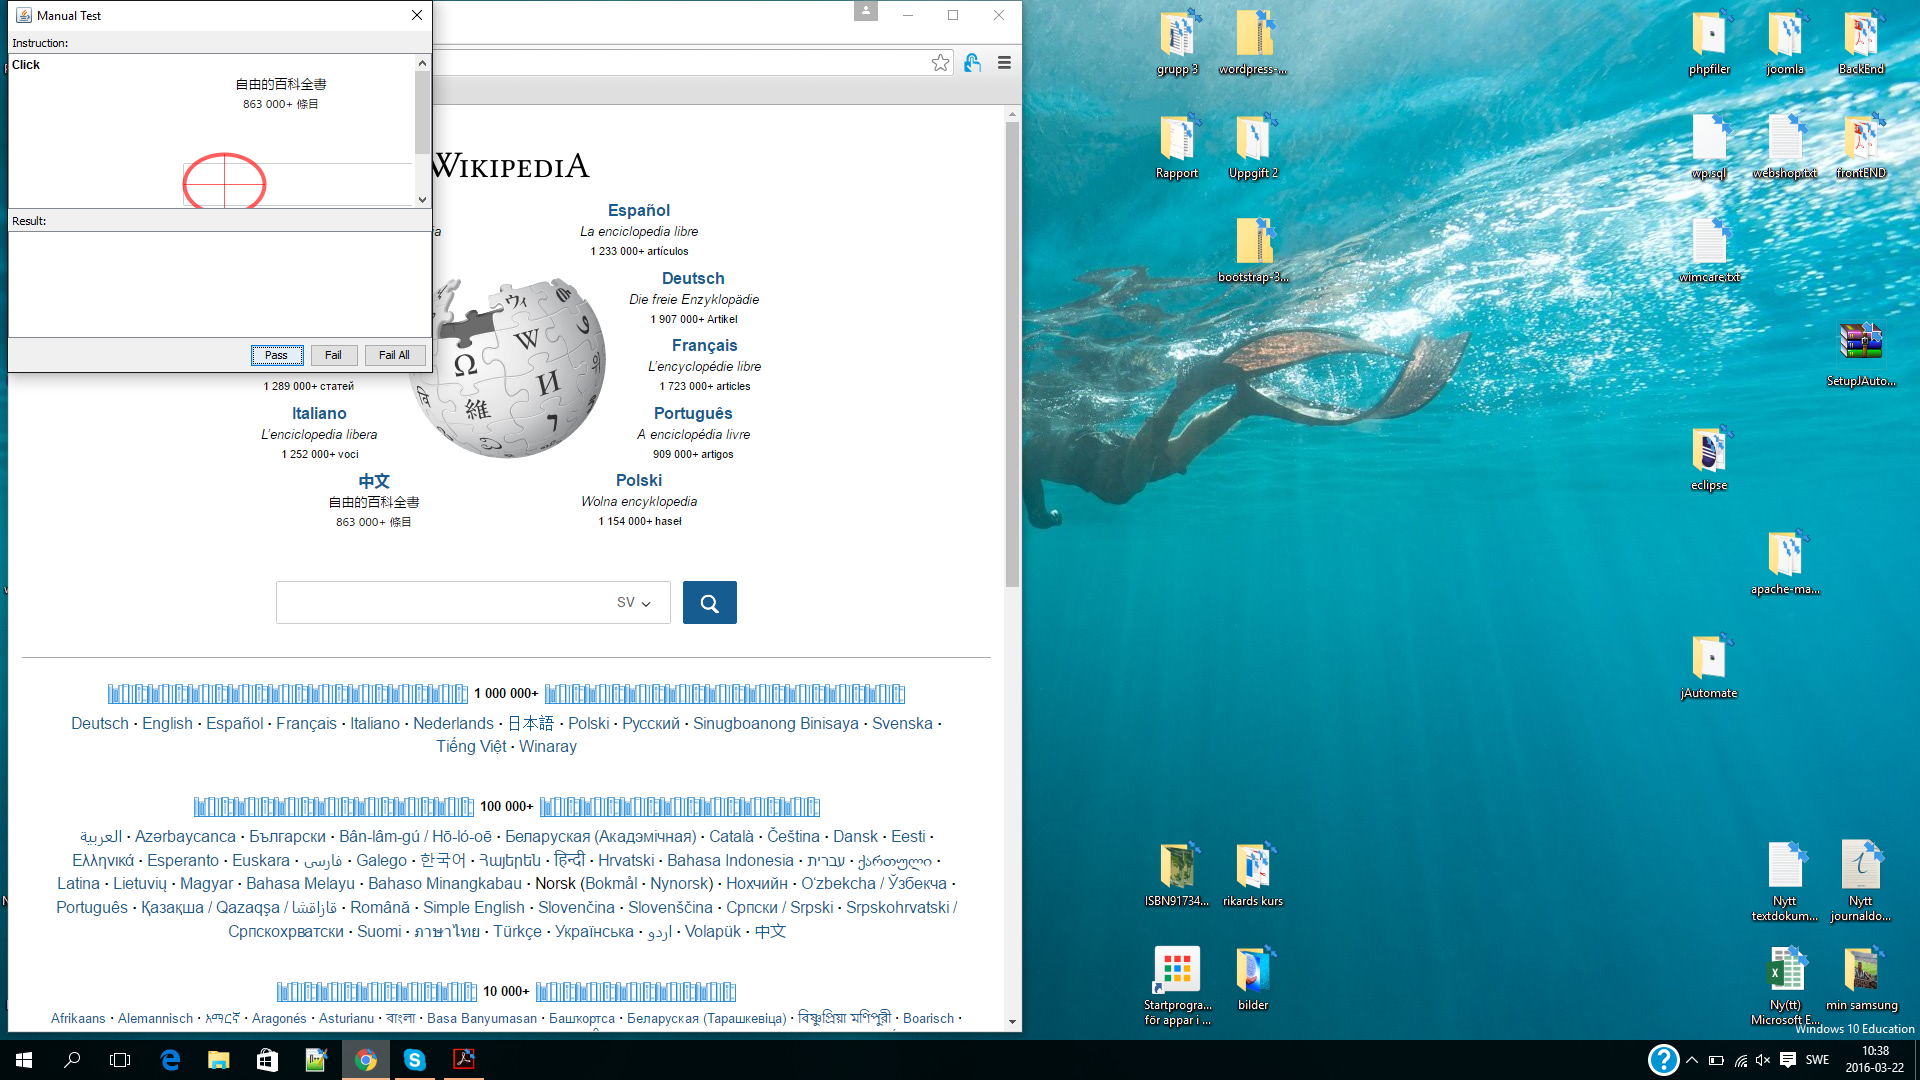 Manual Test
Instruction:
Click
自由的百科全書
863 000+ 條目
Result:
Pass
Fail
Fail All
WIKIPEDIA
Español
La enciclopedia libre
1 233 000+ artículos
Deutsch
Die freie Enzyklopädie
1 907 000+ Artikel
Français
L'encyclopédie libre
1 723 000+ articles
1 289 000+ статей
Italiano
L'enciclopedia libera
1 252 000+ voci
Português
A enciclopédia livre
909 000+ artigos
中文
自由的百科全書
863 000+ 條目
Polski
Wolna encyklopedia
1 154 000+ haseł
SV
1 000 000+
Deutsch · English · Español · Français · Italiano · Nederlands · 日本語 · Polski · Русский · Sinugboanong Binisaya · Svenska ·
Tiếng Việt · Winaray
100 000+
العربية · Azərbaycanca · Български · Bân-lâm-gú / Hō-ló-oē · Беларуская (Акадэмічная) · Català · Čeština · Dansk · Eesti ·
Ελληνικά · Esperanto · Euskara · فارسی · Galego · 한국어 · Հայերեն · हिन्दी · Hrvatski · Bahasa Indonesia · עברית · ქართული ·
Latina · Lietuvių · Magyar · Bahasa Melayu · Bahaso Minangkabau · Norsk (Bokmål · Nynorsk) · Нохчийн · Oʻzbekcha / Ўзбекча ·
Português · Қазақша / Qazaqşa / قازاقشا · Română · Simple English · Slovenčina · Slovenščina · Српски / Srpski · Srpskohrvatski /
Српскохрватски · Suomi · ภาษาไทย · Türkçe · Українська · اردو · Volapük · 中文
10 000+
Afrikaans · Alemannisch · አማርኛ · Aragonés · Asturianu · বাংলা · Basa Banyumasan · Башҡортса · Беларуская (Тарашкевіца) · বিষ্ণুপ্রিয়া মণিপুরী · Boarisch ·
grupp 3
wordpress-...
Rapport
Uppgift 2
bootstrap-3...
phpfiler
joomla
BackEnd
wp.sql
webshop.txt
frontEND
wimcare.txt
SetupJAuto...
eclipse
apache-ma...
jAutomate
ISBN91734...
rikards kurs
Startprogra...
för appar i ...
bilder
Nytt
textdokum...
Nytt
journaldo...
Ny(tt)
Microsoft E...
min samsung
Windows 10 Education
SWE
10:38
2016-03-22